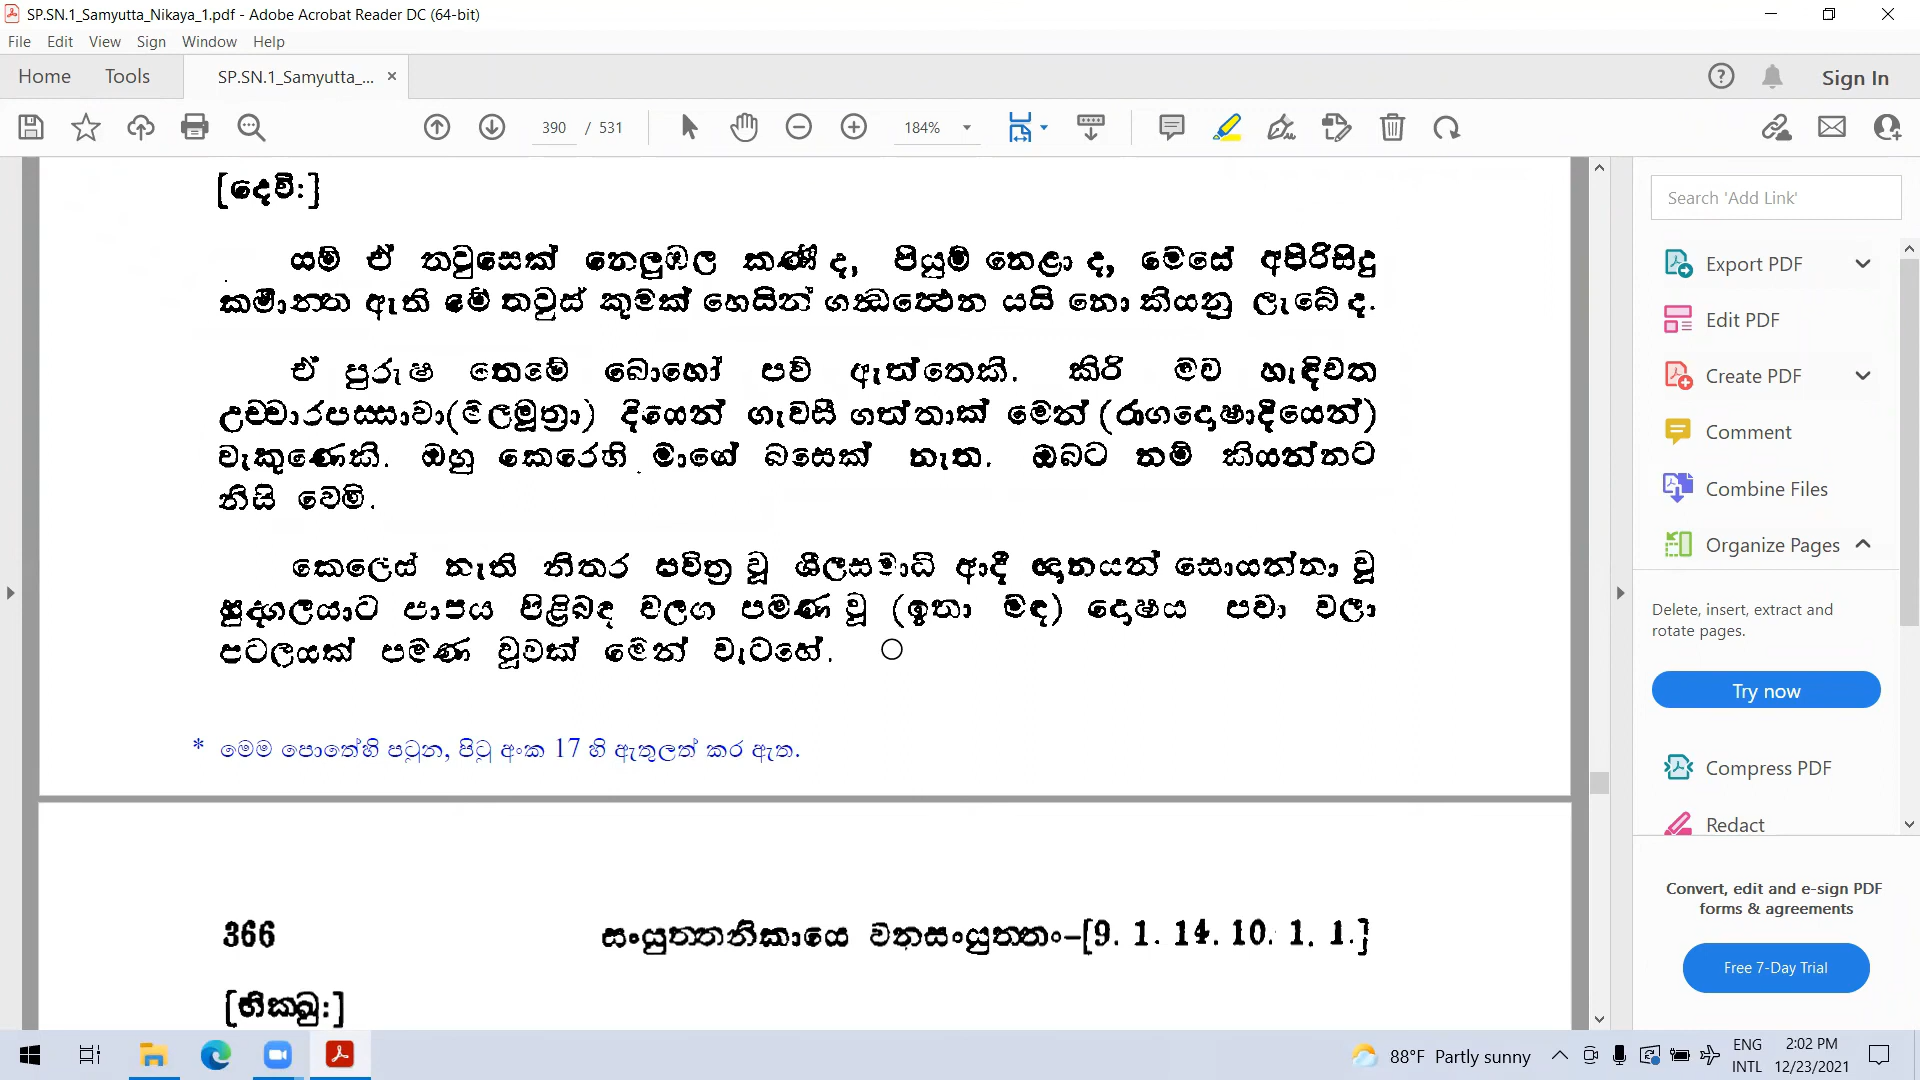 SP.SN.1_Samyutta_Nikaya_1.pdf - Adobe Acrobat Reader DC (64-bit)
File Edit View Sign Window Help
Home Tools SP.SN.1_Samyutta_... × Sign In
390 / 531 184%
[දෙවි:]
යම් ඒ තවුසෙක් නෙලුඹල කණී ද, පියුම් නෙළා ද, මෙසේ අපිරිසිදු
කර්‍මාන්ත ඇති මේ තවුස් කුමක් හෙයින් ගන්ධත්ථෙන යයි නො කියනු ලැබේ ද.
ඒ පුරුෂ තෙමේ බොහෝ පව් ඇත්තෙකි. කිරි මව හැඳිවත
උච්චාරපස්සාවා(මලමූත්‍රා) දියෙන් ගැවසී ගත්තාක් මෙන් (රාගදොෂාදියෙන්)
වැකුණෙකි. ඔහු කෙරෙහි මාගේ බසෙක් නැත. ඔබට නම් කියන්නට
නිසි වෙමි.
කෙලෙස් නැති නිතර පවිත්‍ර වූ ශීලසමාධි ආදී ඥාතයන් සොයන්නා වූ
පුද්ගලයාට පාපය පිළිබඳ වලග පමණ වූ (ඉතා මඳ) දොෂය පවා වලා
පටලයක් පමණ වූවක් මෙන් වැටහේ.
* මෙම පොතේහි පටුන, පිටු අංක 17 හි ඇතුලත් කර ඇත.
366 සංයුත්තනිකායෙ වනසංයුත්තං–[9. 1. 14. 10. 1. 1.]
[භික්ඛු:]
Search 'Add Link'
Export PDF
Edit PDF
Create PDF
Comment
Combine Files
Organize Pages
Delete, insert, extract and
rotate pages.
Try now
Compress PDF
Redact
Convert, edit and e-sign PDF
forms & agreements
Free 7-Day Trial
88°F Partly sunny
ENG
INTL
2:02 PM
12/23/2021